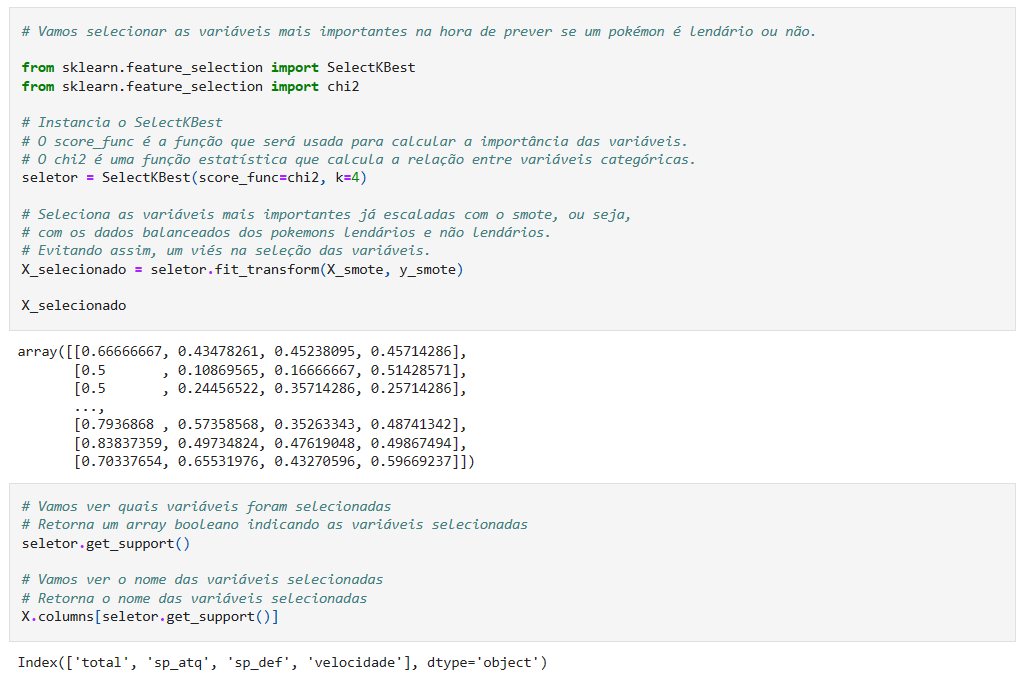 # Vamos selecionar as variáveis mais importantes na hora de prever se um pokémon é lendário ou não.
from sklearn.feature_selection import SelectKBest
from sklearn.feature_selection import chi2
# Instancia o SelectKBest
# O score_func é a função que será usada para calcular a importância das variáveis.
# O chi2 é uma função estatística que calcula a relação entre variáveis categóricas.
seletor = SelectKBest(score_func=chi2, k=4)
# Seleciona as variáveis mais importantes já escaladas com o smote, ou seja,
# com os dados balanceados dos pokemons lendários e não lendários.
# Evitando assim, um viés na seleção das variáveis.
X_selecionado = seletor.fit_transform(X_smote, y_smote)
X_selecionado
array([[0.66666667, 0.43478261, 0.45238095, 0.45714286],
[0.5       , 0.10869565, 0.16666667, 0.51428571],
[0.5       , 0.24456522, 0.35714286, 0.25714286],
...,
[0.7936868 , 0.57358568, 0.35263343, 0.48741342],
[0.83837359, 0.49734824, 0.47619048, 0.49867494],
[0.70337654, 0.65531976, 0.43270596, 0.59669237]])
# Vamos ver quais variáveis foram selecionadas
# Retorna um array booleano indicando as variáveis selecionadas
seletor.get_support()
# Vamos ver o nome das variáveis selecionadas
# Retorna o nome das variáveis selecionadas
X.columns[seletor.get_support()]
Index(['total', 'sp_atq', 'sp_def', 'velocidade'], dtype='object')